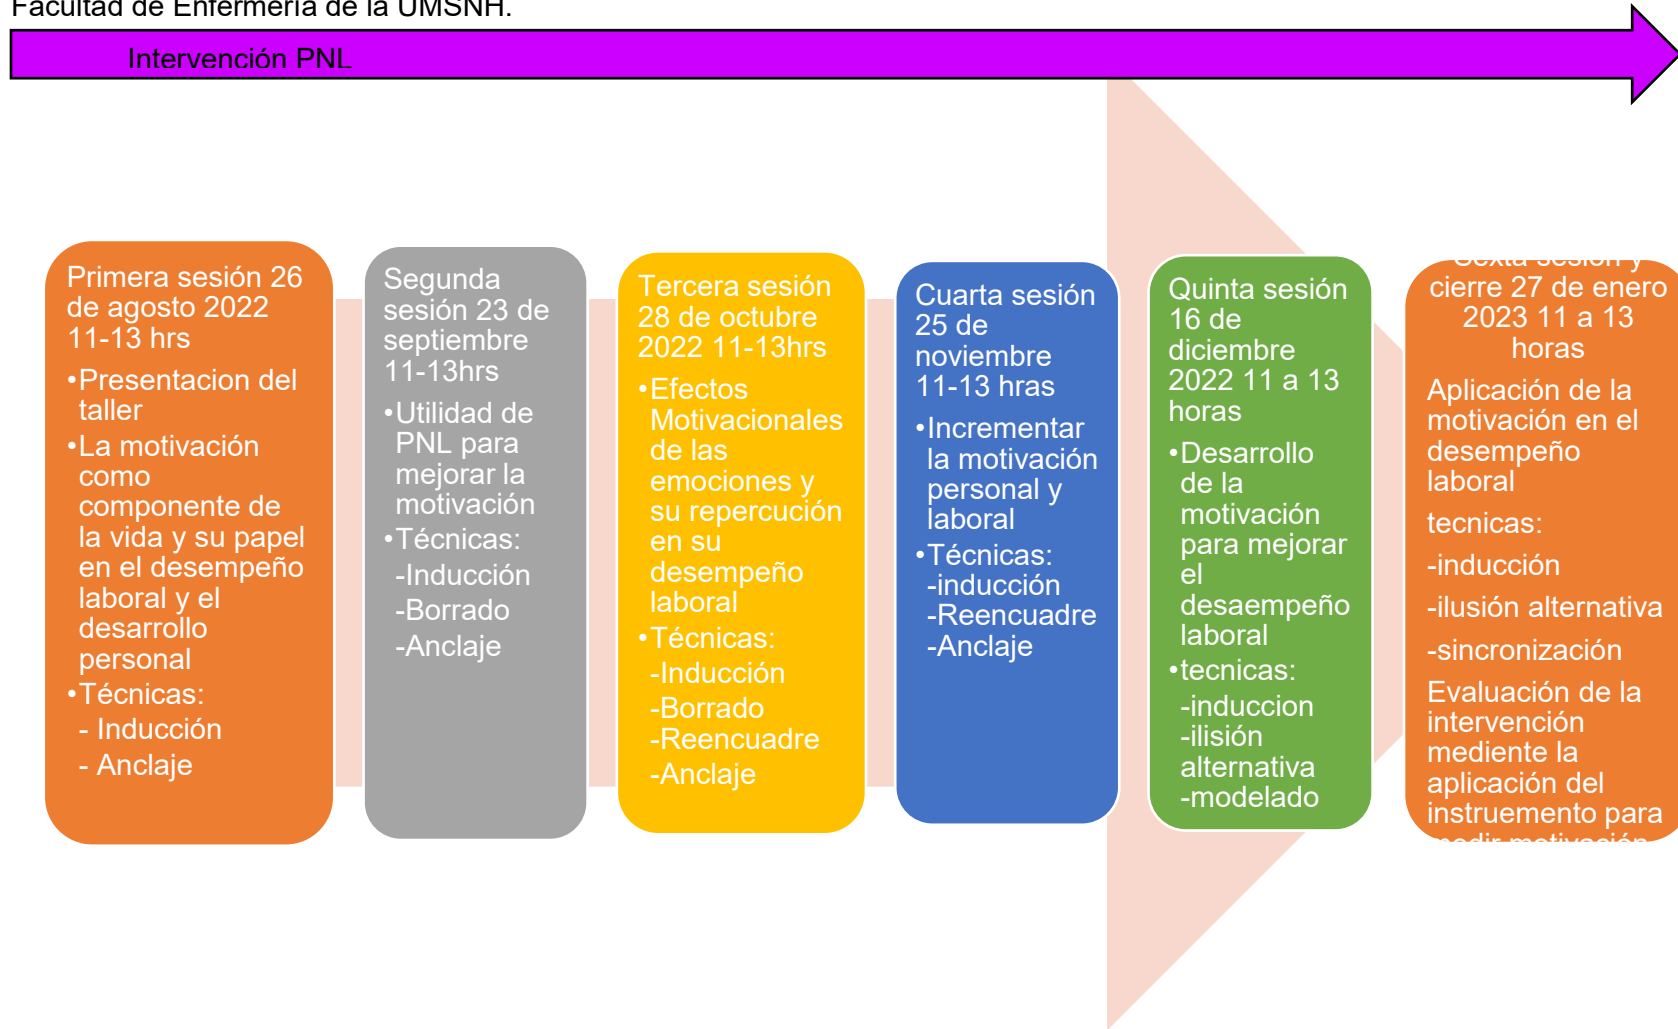 Facultad de Enfermería de la UMSNH.
Intervención PNL
Primera sesión 26
de agosto 2022
11-13 hrs
•Presentacion del
taller
•La motivación
como
componente de
la vida y su papel
en el desempeño
laboral y el
desarrollo
personal
•Técnicas:
- Inducción
- Anclaje
Segunda
sesión 23 de
septiembre
11-13hrs
•Utilidad de
PNL para
mejorar la
motivación
•Técnicas:
-Inducción
-Borrado
-Anclaje
Tercera sesión
28 de octubre
2022 11-13hrs
•Efectos
Motivacionales
de las
emociones y
su repercución
en su
desempeño
laboral
•Técnicas:
-Inducción
-Borrado
-Reencuadre
-Anclaje
Cuarta sesión
25 de
noviembre
11-13 hras
•Incrementar
la motivación
personal y
laboral
•Técnicas:
-inducción
-Reencuadre
-Anclaje
Quinta sesión
16 de
diciembre
2022 11 a 13
horas
•Desarrollo
de la
motivación
para mejorar
el
desaempeño
laboral
•tecnicas:
-induccion
-ilisión
alternativa
-modelado
Sexta sesión y
cierre 27 de enero
2023 11 a 13
horas
Aplicación de la
motivación en el
desempeño
laboral
tecnicas:
-inducción
-ilusión alternativa
-sincronización
Evaluación de la
intervención
mediente la
aplicación del
instruemento para
medir motivación